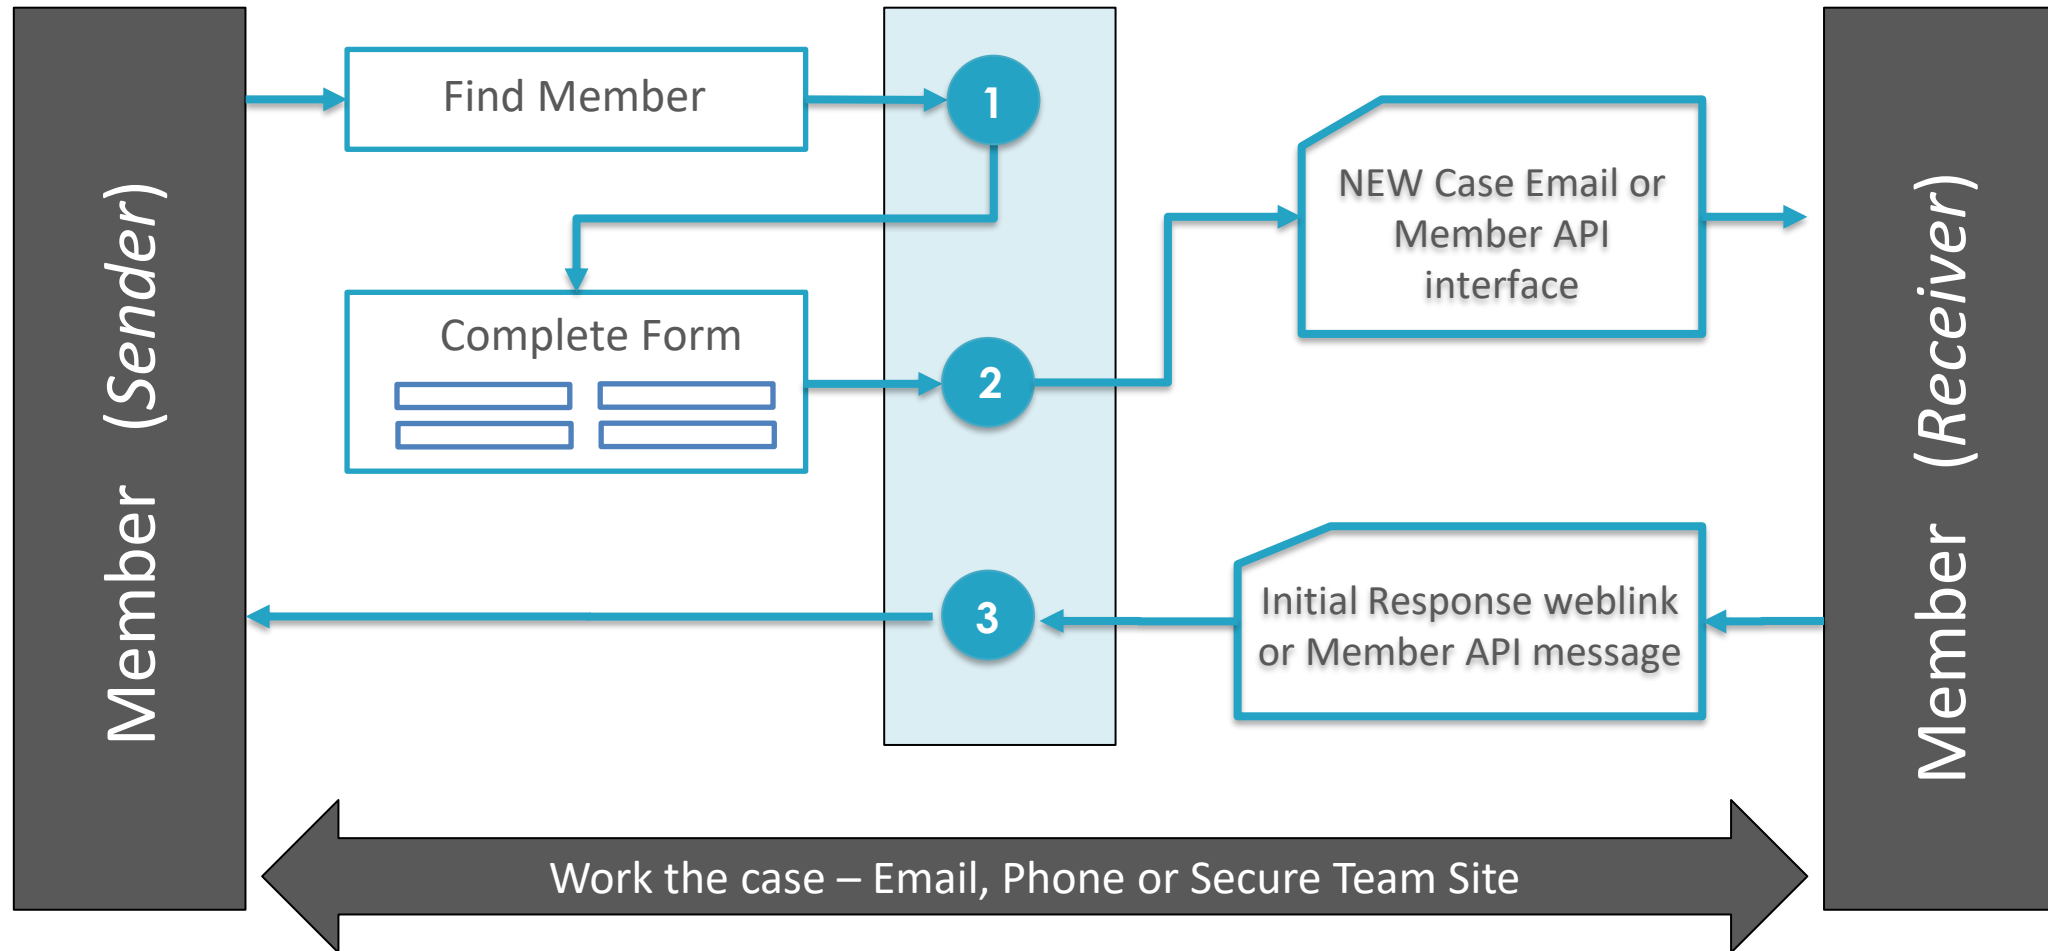 Member (Sender)
Find Member
1
Complete Form
2
NEW Case Email or
Member API
interface
3
Initial Response weblink
or Member API message
Member (Receiver)
Work the case – Email, Phone or Secure Team Site